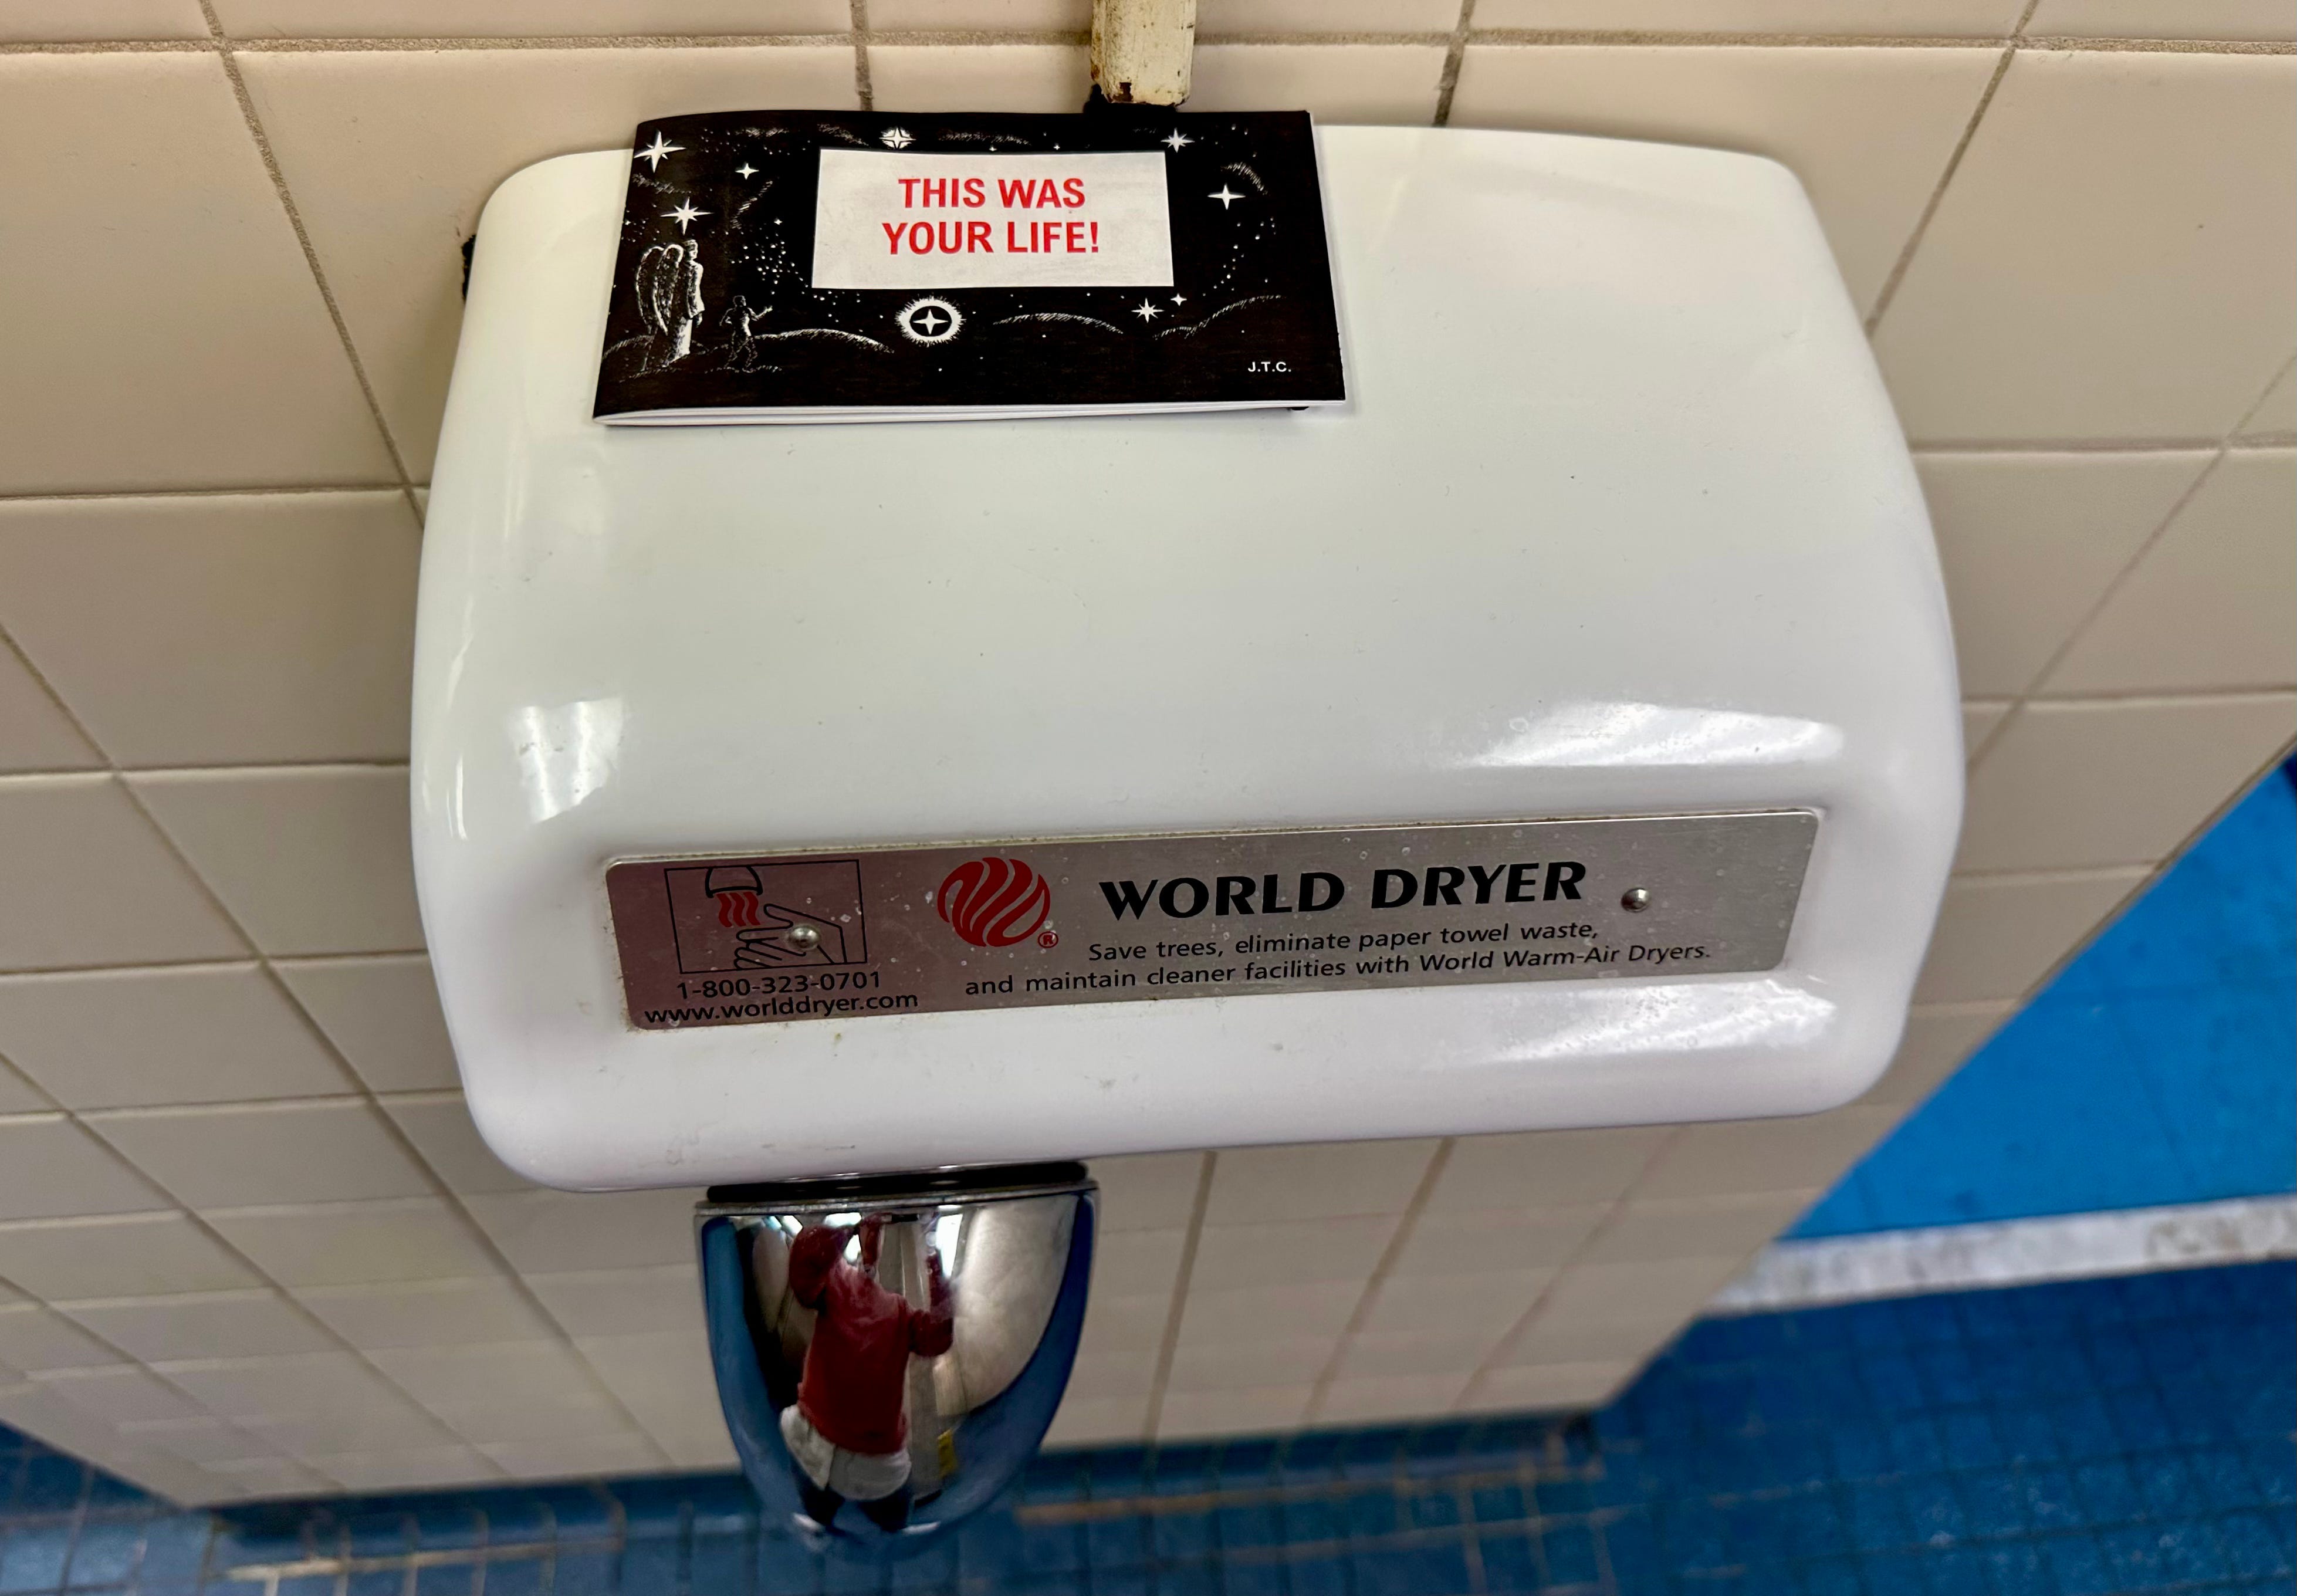 THIS WAS
YOUR LIFE!
J.T.C.
WORLD DRYER
®
Save trees, eliminate paper towel waste,
and maintain cleaner facilities with World Warm-Air Dryers.
1-800-323-0701
www.worlddryer.com